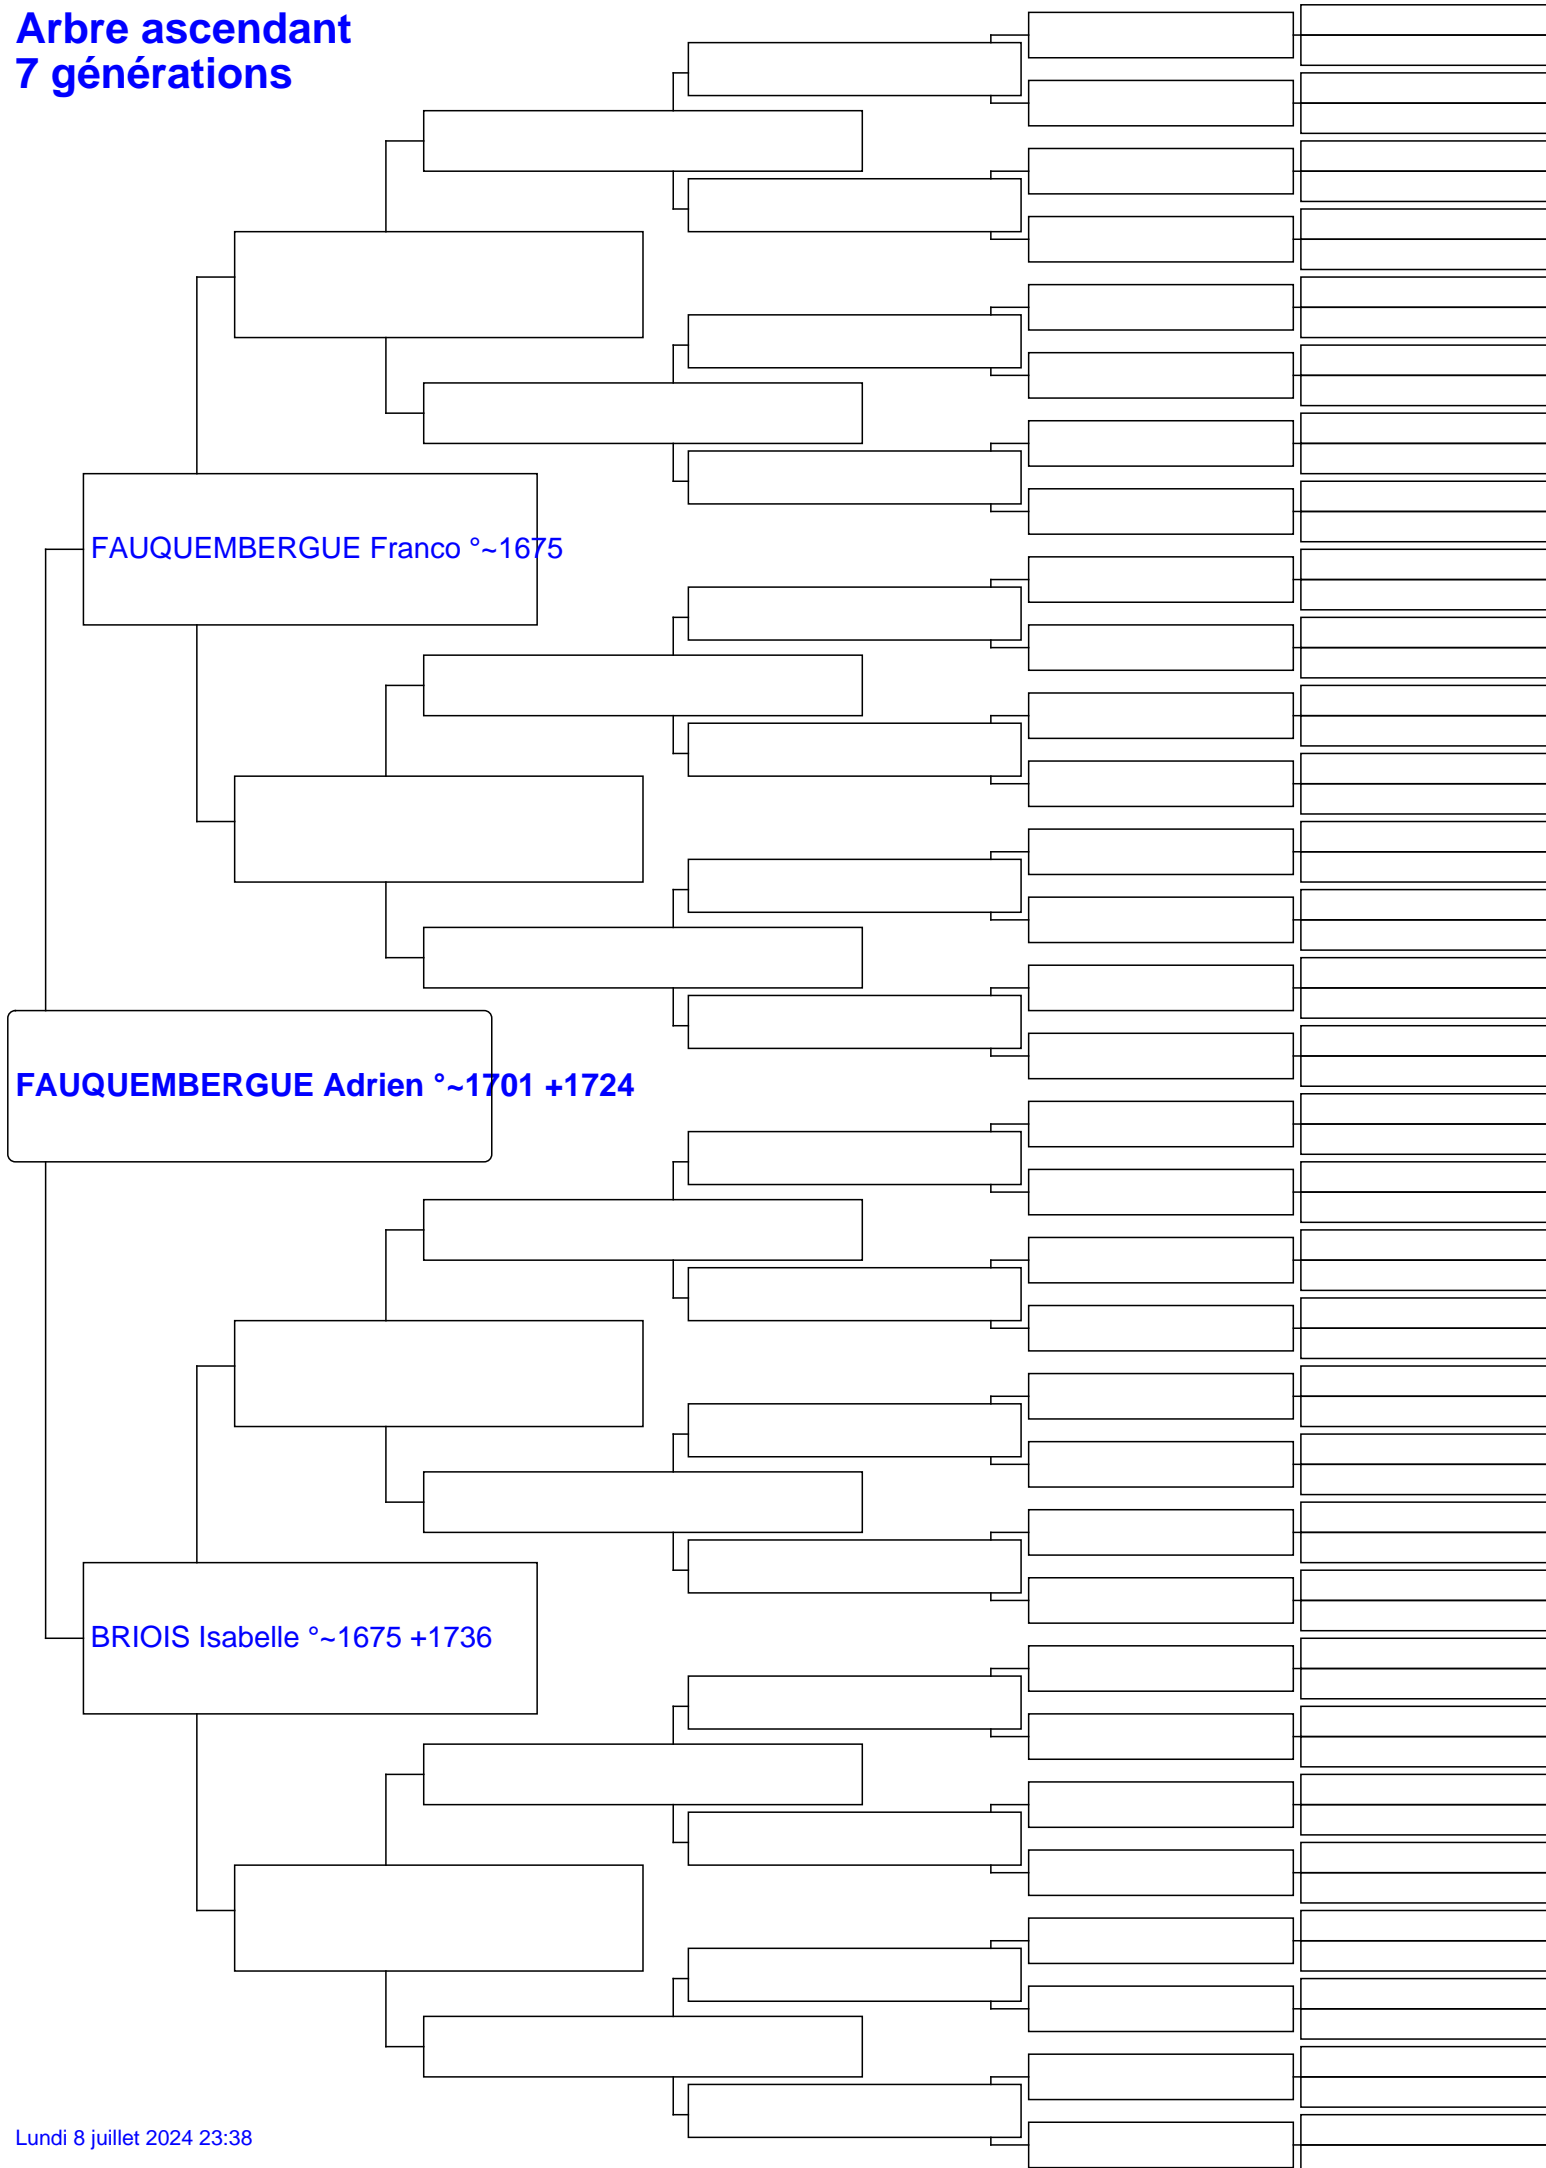 Arbre ascendant
7 générations
FAUQUEMBERGUE Franco °~1675
FAUQUEMBERGUE Adrien °~1701 +1724
BRIOIS Isabelle °~1675 +1736
Lundi 8 juillet 2024 23:38